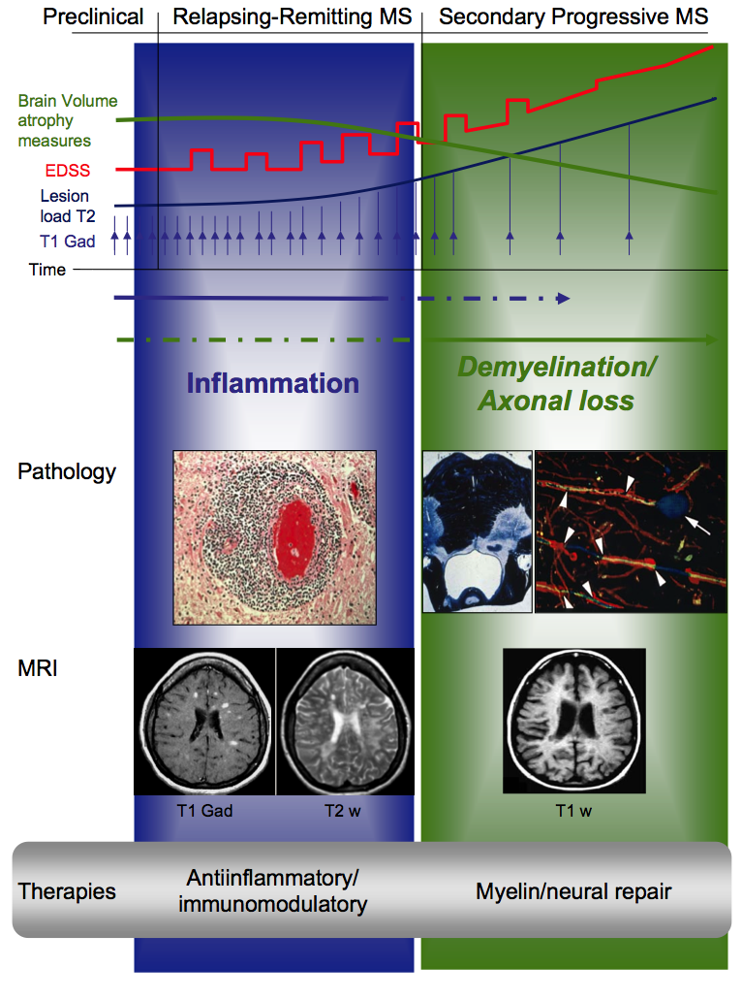 Preclinical
Relapsing-Remitting MS
Secondary Progressive MS
Brain Volume
atrophy
measures
EDSS
Lesion
load T2
T1 Gad
Time
Inflammation
Demyelination/
Axonal loss
Pathology
MRI
T1 Gad
T2 w
T1 w
Therapies
Antiinflammatory/
immunomodulatory
Myelin/neural repair